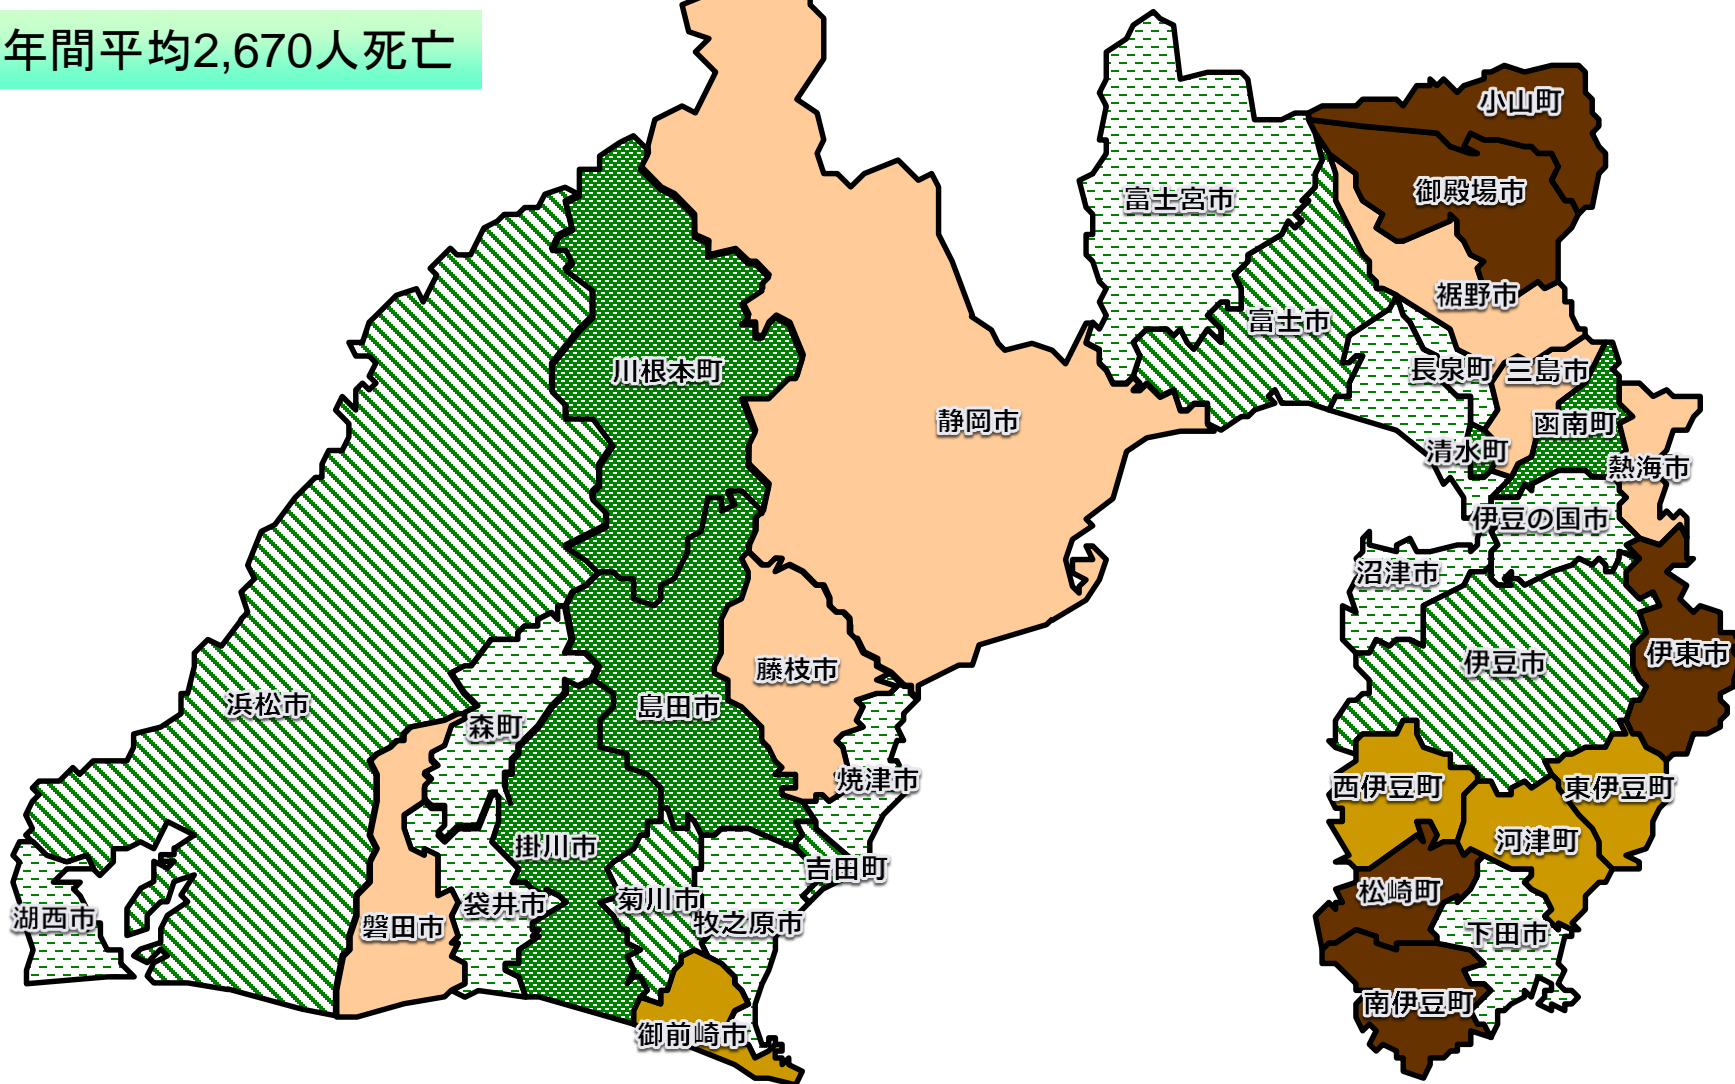 年間平均2,670人死亡
小山町
御殿場市
富士宮市
裾野市
富士市
長泉町
三島市
川根本町
静岡市
函南町
清水町
熱海市
伊豆の国市
沼津市
伊東市
伊豆市
藤枝市
浜松市
島田市
森町
焼津市
西伊豆町
東伊豆町
河津町
掛川市
吉田町
松崎町
菊川市
袋井市
湖西市
磐田市
牧之原市
下田市
南伊豆町
御前崎市